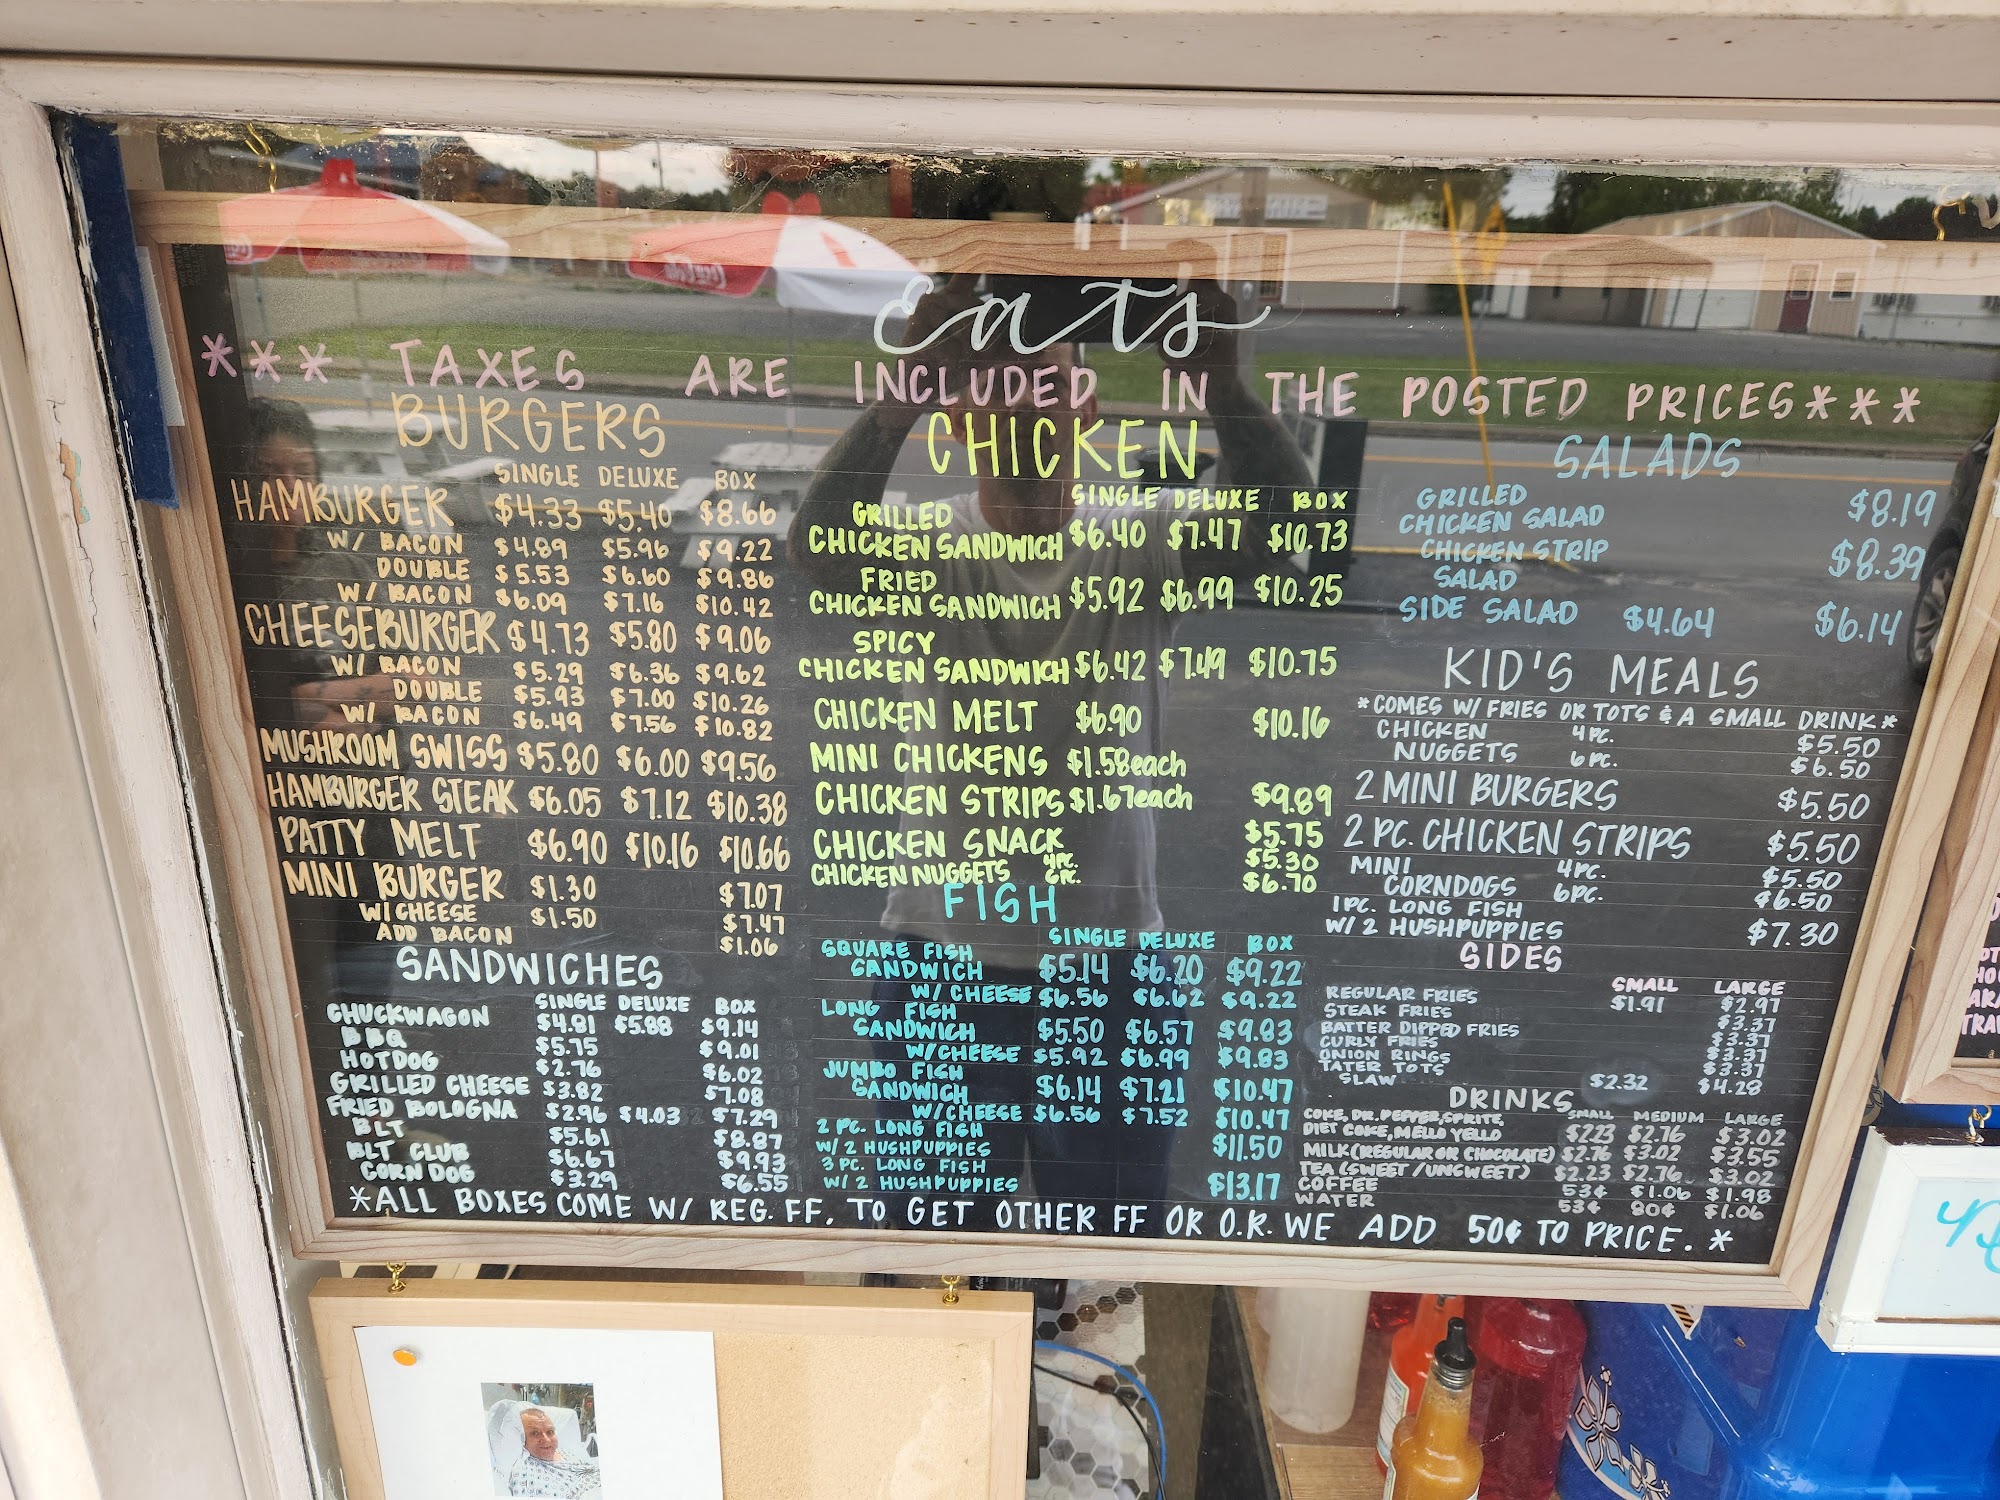 Eats
*** TAXES ARE INCLUDED IN THE POSTED PRICES***
BURGERS
SINGLE DELUXE BOX
HAMBURGER $4.33 $5.40 $8.66
W/ BACON $4.89 $5.96 $9.22
DOUBLE $5.53 $6.60 $9.86
W/ BACON $6.09 $7.16 $10.42
CHEESEBURGER $4.73 $5.80 $9.06
W/ BACON $5.29 $6.36 $9.62
DOUBLE $5.93 $7.00 $10.26
W/ BACON $6.49 $7.56 $10.82
MUSHROOM SWISS $5.80 $6.00 $9.56
HAMBURGER STEAK $6.05 $7.12 $10.38
PATTY MELT $6.90 $10.16 $10.66
MINI BURGER $1.30 $7.07
W/CHEESE $1.50 $7.47
ADD BACON $1.06
SANDWICHES
SINGLE DELUXE BOX
CHUCKWAGON $4.81 $5.88 $9.14
BBQ $5.75 $9.01
HOTDOG $2.76 $6.02
GRILLED CHEESE $3.82 $7.08
FRIED BOLOGNA $2.96 $4.03 $7.29
BLT $5.61 $8.87
BLT CLUB $6.67 $9.93
CORN DOG $3.29 $6.55
CHICKEN
SINGLE DELUXE BOX
GRILLED
CHICKEN SANDWICH $6.40 $7.47 $10.73
FRIED
CHICKEN SANDWICH $5.92 $6.99 $10.25
SPICY
CHICKEN SANDWICH $6.42 $7.49 $10.75
CHICKEN MELT $6.90 $10.16
MINI CHICKENS $1.58each
CHICKEN STRIPS $1.67each $9.89
CHICKEN SNACK $5.75
CHICKEN NUGGETS 4PC. $5.30
6PC. $6.70
FISH
SINGLE DELUXE BOX
SQUARE FISH
SANDWICH $5.14 $6.20 $9.22
W/ CHEESE $6.56 $6.62 $9.22
LONG FISH
SANDWICH $5.50 $6.57 $9.83
W/CHEESE $5.92 $6.99 $9.83
JUMBO FISH
SANDWICH $6.14 $7.21 $10.47
W/CHEESE $6.56 $7.52 $10.47
2 PC. LONG FISH
W/ 2 HUSHPUPPIES $11.50
3 PC. LONG FISH
W/ 2 HUSHPUPPIES $13.17
SALADS
GRILLED
CHICKEN SALAD $8.19
CHICKEN STRIP
SALAD $8.39
SIDE SALAD $4.64 $6.14
KID'S MEALS
*COMES W/ FRIES OR TOTS & A SMALL DRINK*
CHICKEN 4PC. $5.50
NUGGETS 6PC. $6.50
2 MINI BURGERS $5.50
2 PC. CHICKEN STRIPS $5.50
MINI 4PC. $5.50
CORNDOGS 6PC. $6.50
1PC. LONG FISH
W/ 2 HUSHPUPPIES $7.30
SIDES
SMALL LARGE
REGULAR FRIES $1.91 $2.97
STEAK FRIES $3.37
BATTER DIPPED FRIES $3.37
CURLY FRIES
ONION RINGS $3.37
TATER TOTS $3.37
SLAW $2.32 $4.28
DRINKS
SMALL MEDIUM LARGE
COKE, DR. PEPPER, SPRITE,
DIET COKE, MELLO YELLO $2.23 $2.76 $3.02
MILK (REGULAR OR CHOCOLATE) $2.76 $3.02 $3.55
TEA (SWEET/UNSWEET) $2.23 $2.76 $3.02
COFFEE 53¢ $1.06 $1.98
WATER 53¢ 80¢ $1.06
*ALL BOXES COME W/ REG. FF. TO GET OTHER FF OR O.R. WE ADD 50¢ TO PRICE.*